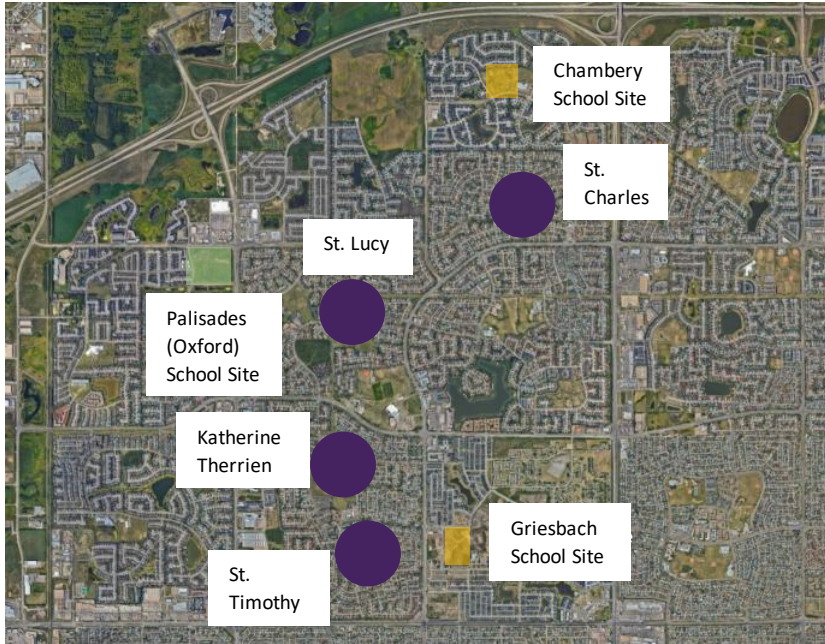 Chambery
School Site
St.
Charles
St. Lucy
Palisades
(Oxford)
School Site
Katherine
Therrien
Griesbach
School Site
St.
Timothy